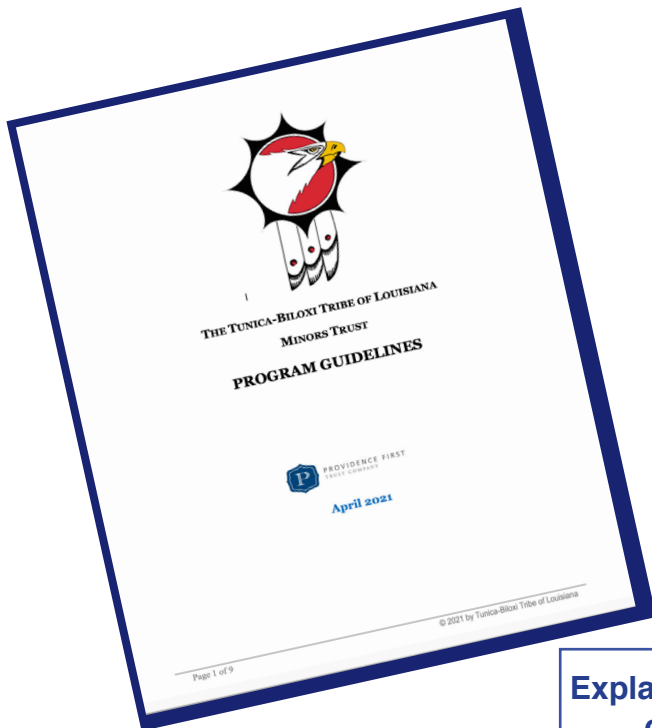 THE TUNICA-BILOXI TRIBE OF LOUISIANA
MINORS TRUST
PROGRAM GUIDELINES
P
PROVIDENCE FIRST
TRUST COMPANY
April 2021
© 2021 by Tunica-Biloxi Tribe of Louisiana
Page 1 of 9